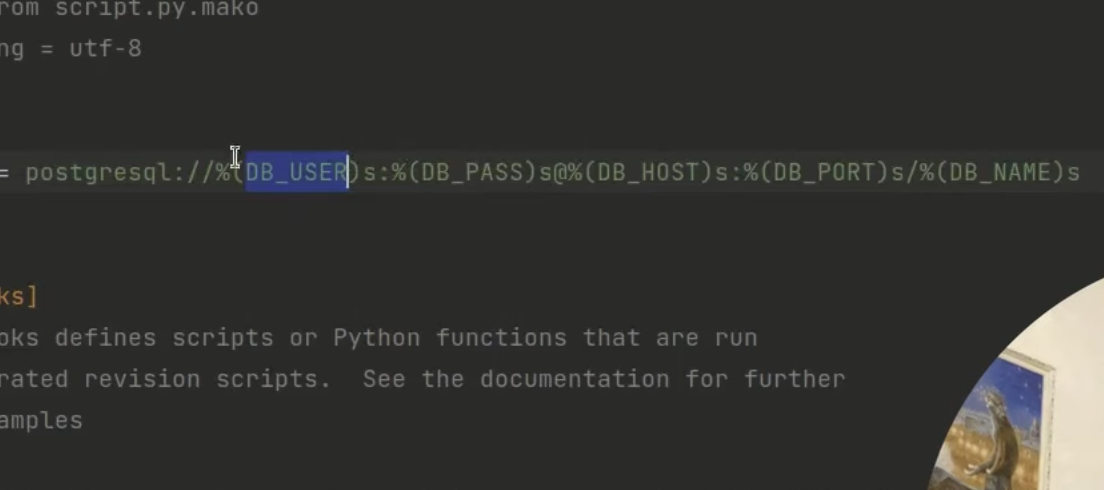 rom script.py.mako
ng = utf-8
= postgresql://%(DB_USER)s:%(DB_PASS)s@%(DB_HOST)s:%(DB_PORT)s/%(DB_NAME)s
ks]
oks defines scripts or Python functions that are run
rated revision scripts.  See the documentation for further
amples